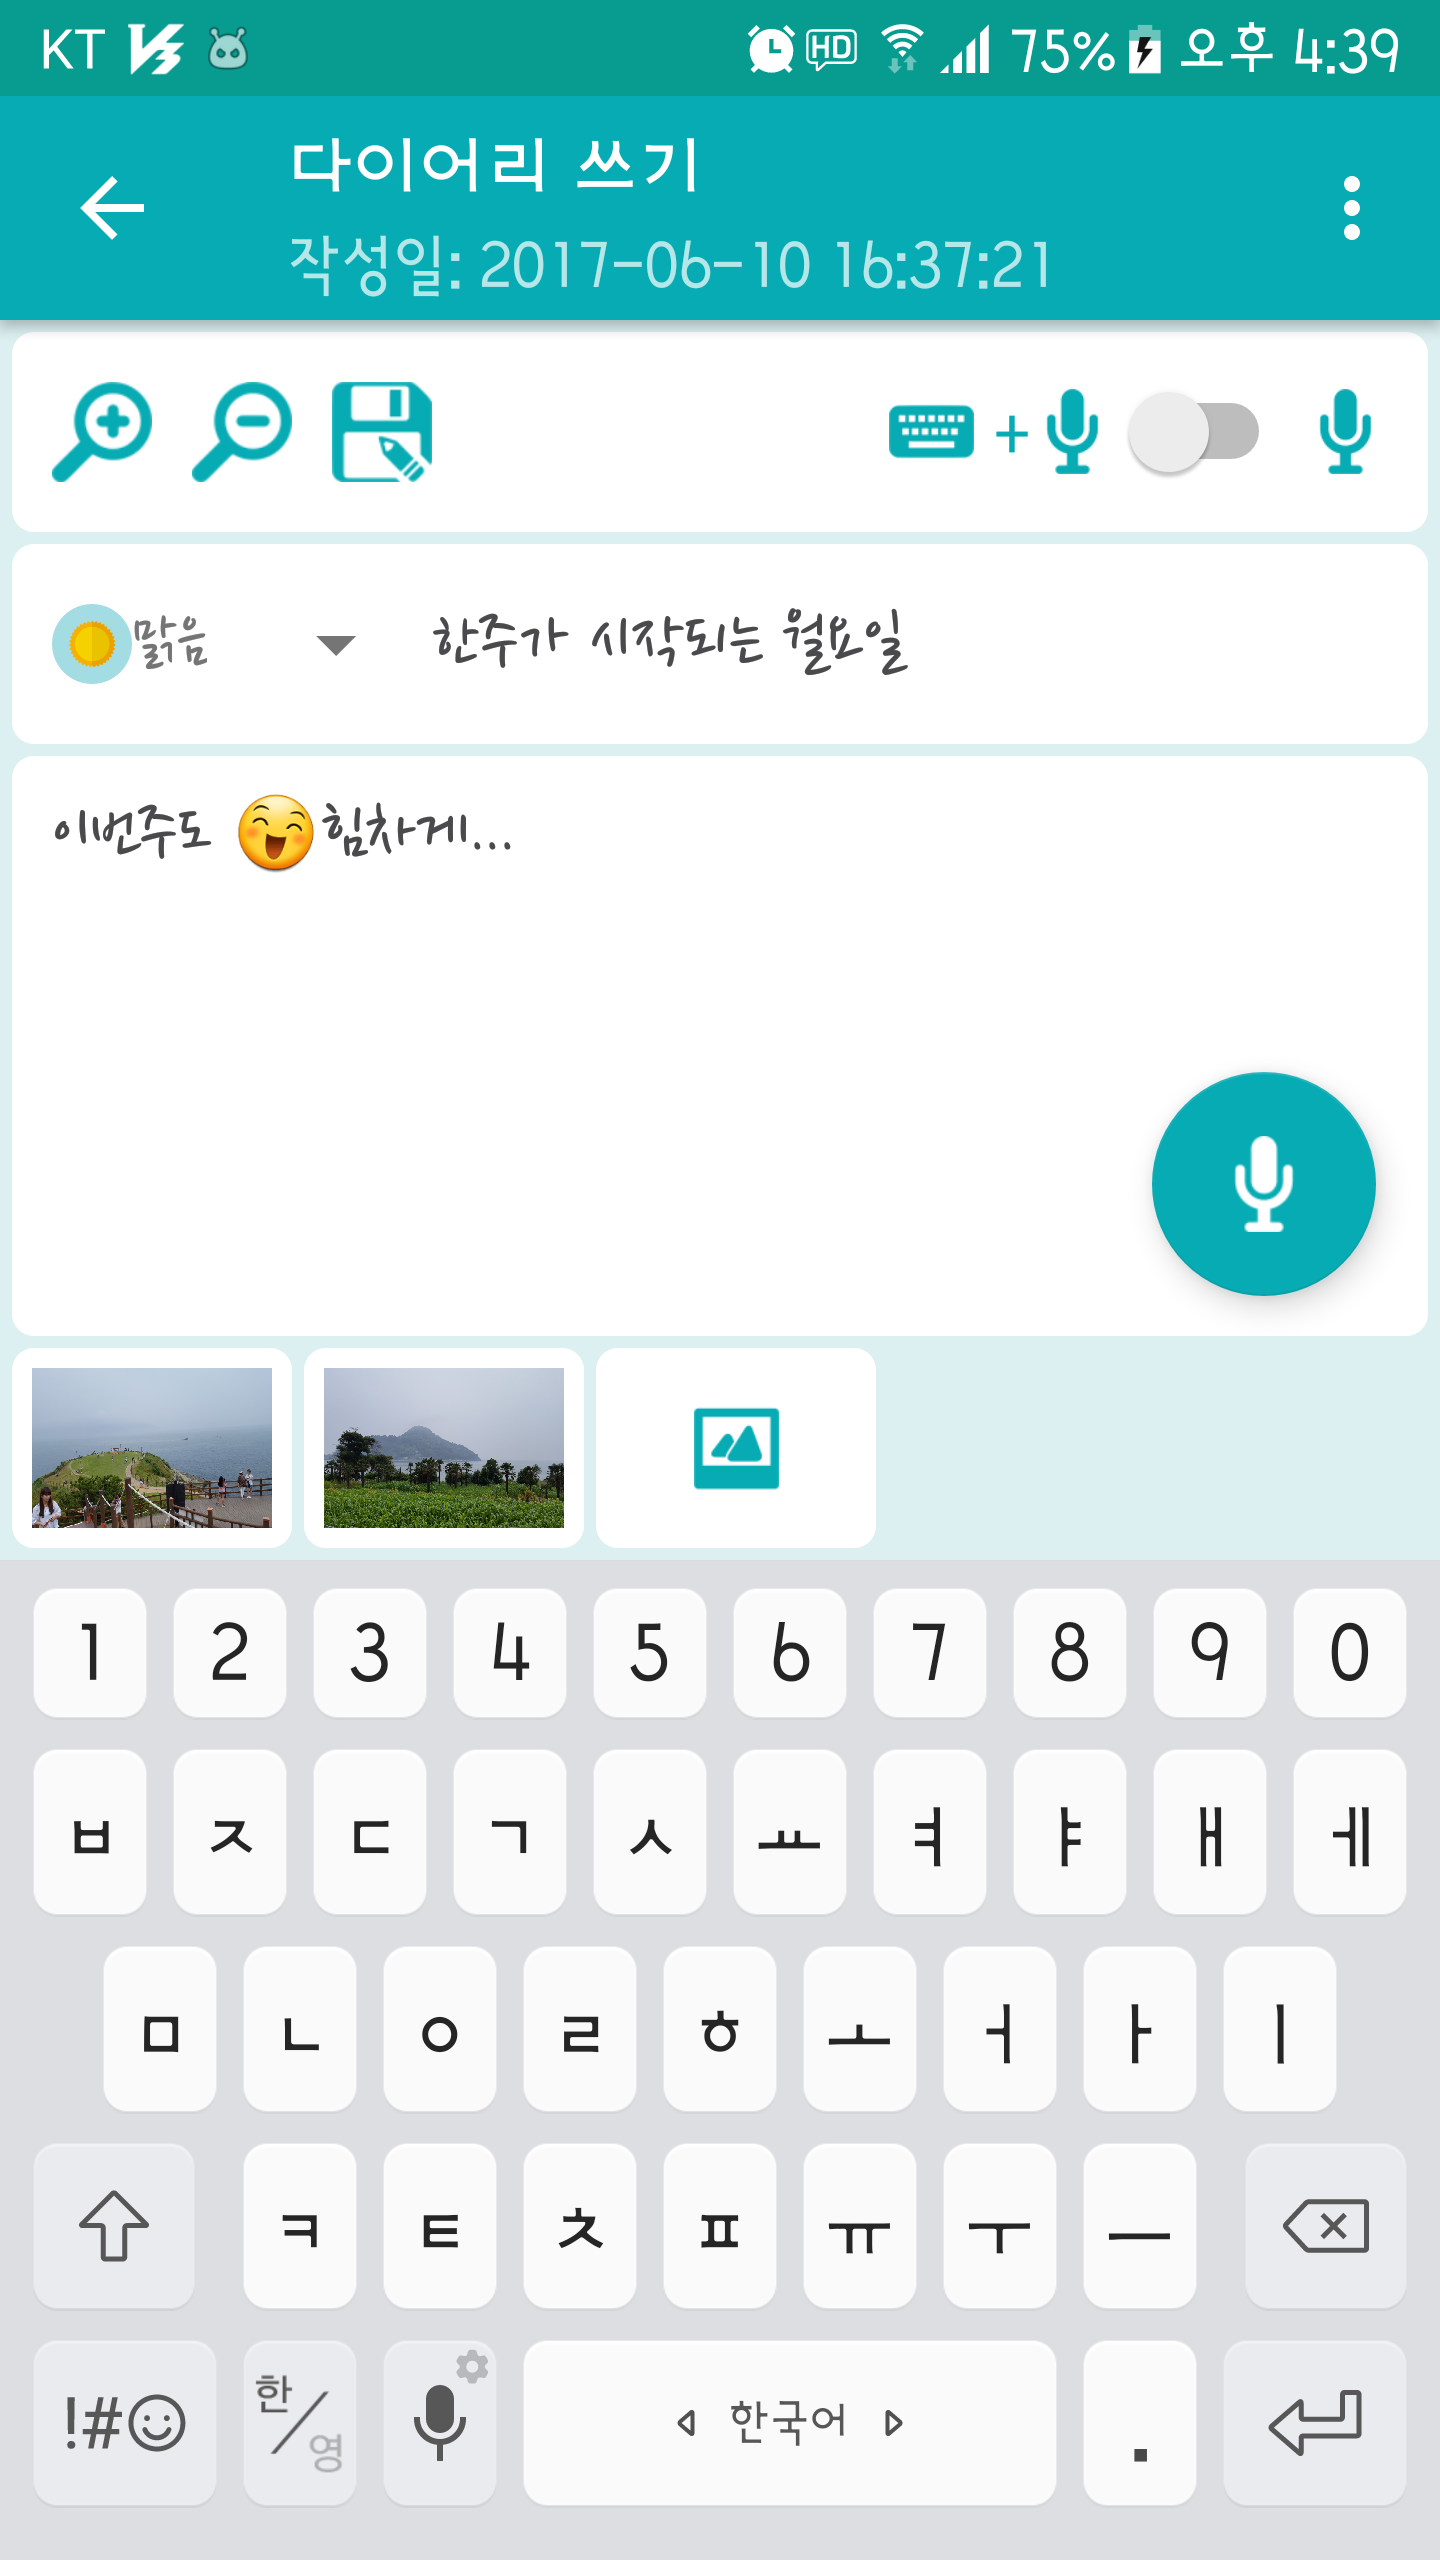 KT HD 75% 오후 4:39
다이어리 쓰기
작성일: 2017-06-10 16:37:21
+
맑음 한주가 시작되는 월요일
이번주도 😄힘차게...
1 2 3 4 5 6 7 8 9 0
ㅂ ㅈ ㄷ ㄱ ㅅ ㅛ ㅕ ㅑ ㅐ ㅔ
ㅁ ㄴ ㅇ ㄹ ㅎ ㅗ ㅓ ㅏ ㅣ
ㅋ ㅌ ㅊ ㅍ ㅠ ㅜ ㅡ
!#☺ 한/영 한국어 .